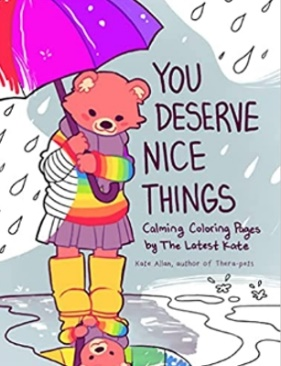 YOU
DESERVE
NICE
THINGS
Calming Coloring Pages
by The Latest Kate
Kate Allan, author of Thera-pets